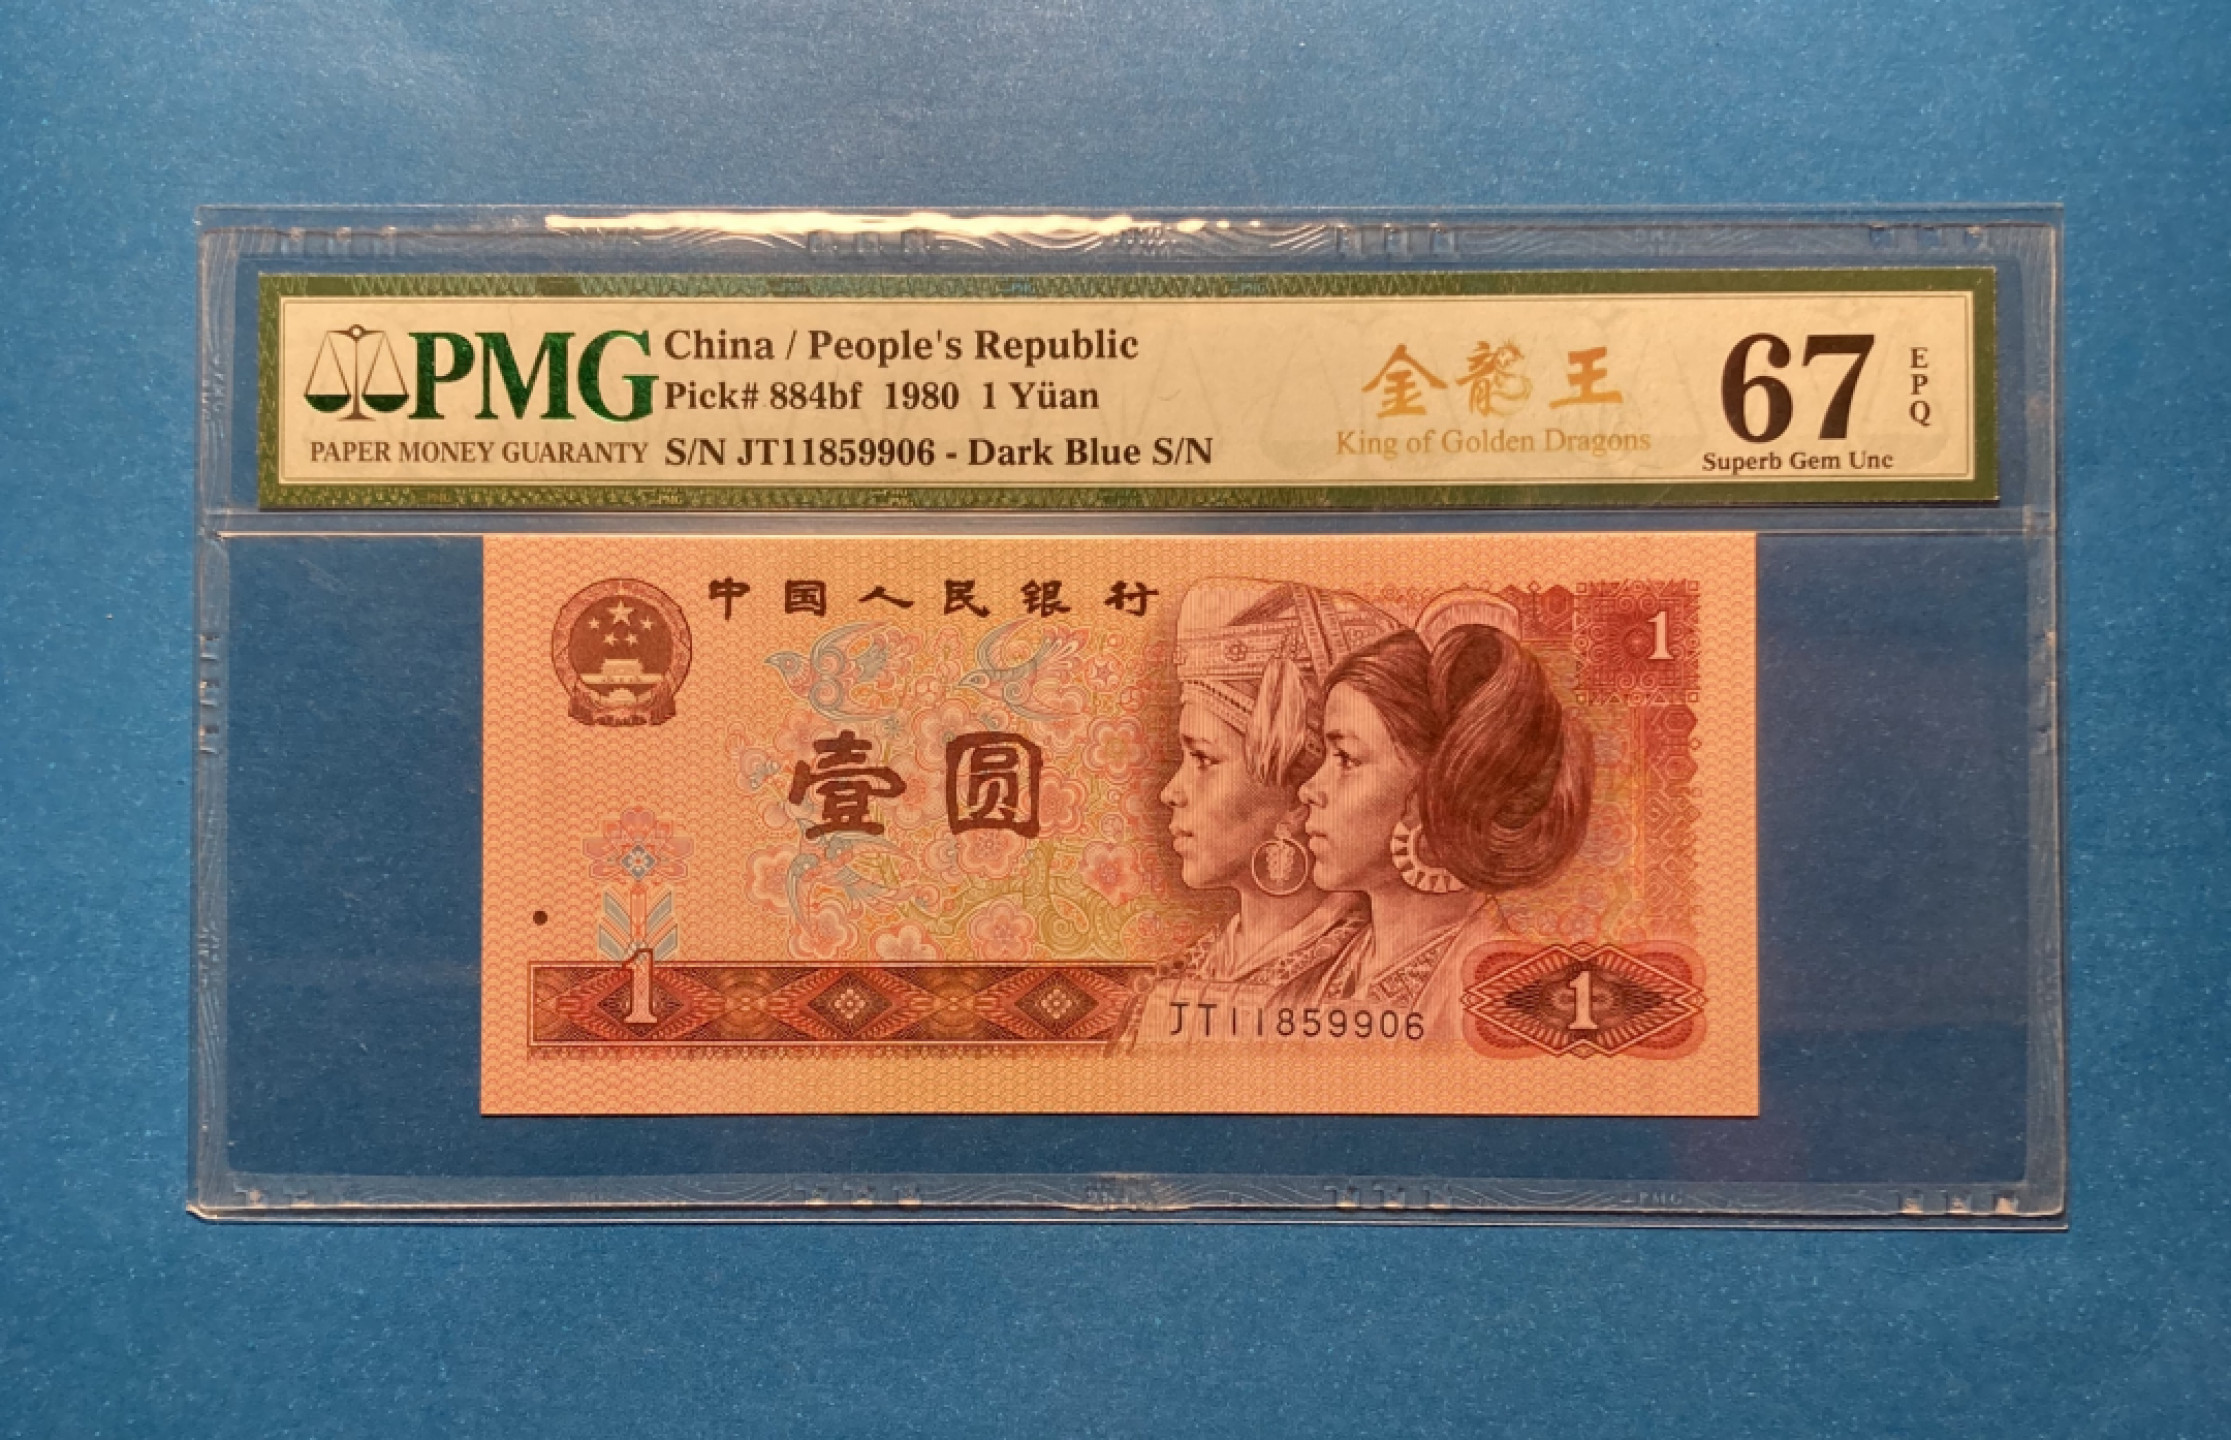 PMG
PAPER MONEY GUARANTY
China / People's Republic
Pick# 884bf 1980 1 Yüan
S/N JT11859906 - Dark Blue S/N
金龍王
King of Golden Dragons
67
EPQ
Superb Gem Unc
中国人民银行
1
壹圆
1
JT11859906
1
PMG